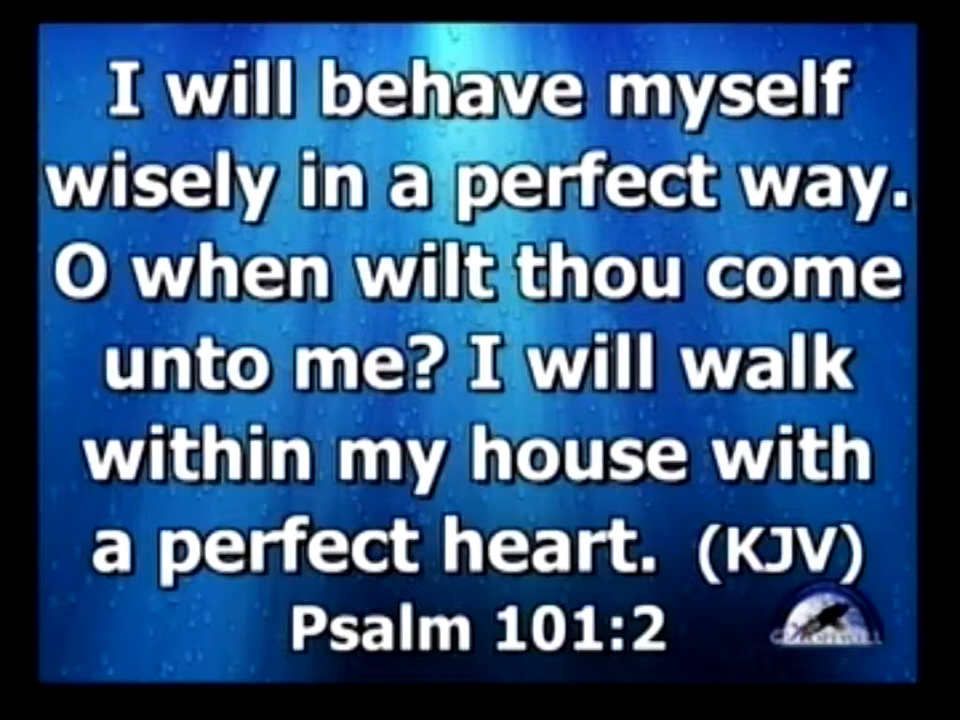 I will behave myself
wisely in a perfect way.
O when wilt thou come
unto me? I will walk
within my house with
a perfect heart. (KJV)
Psalm 101:2